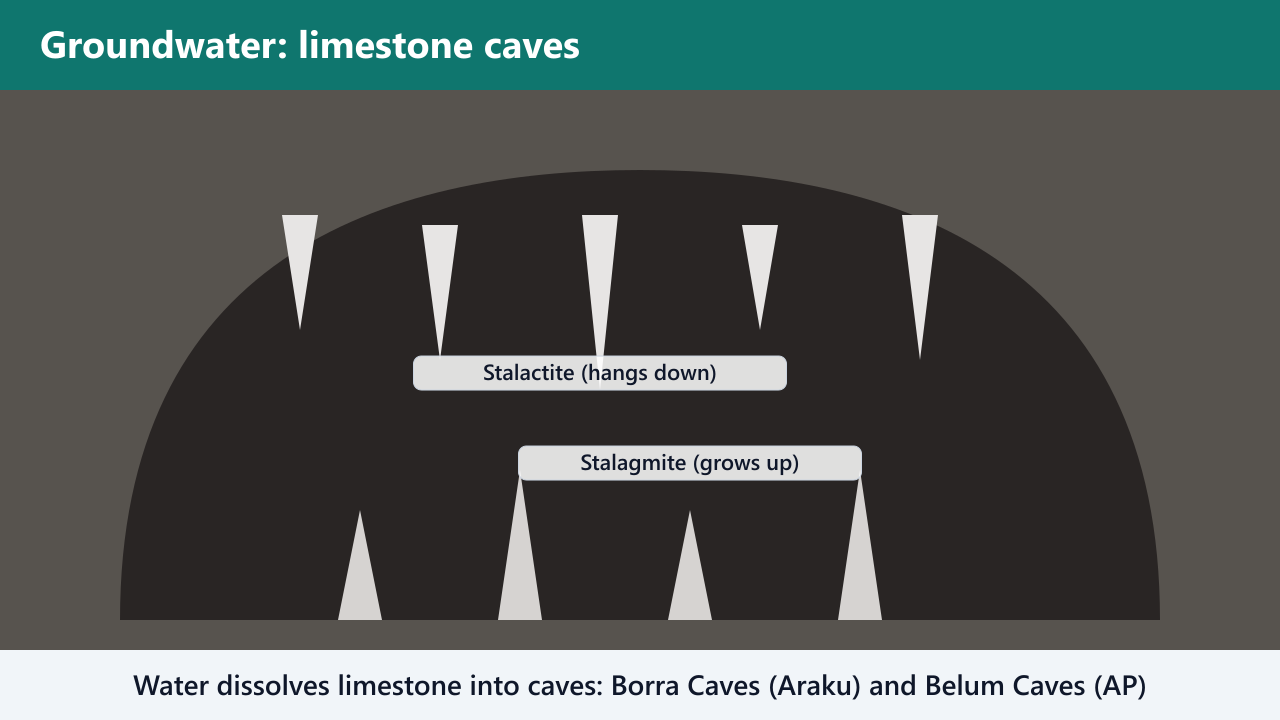 Groundwater: limestone caves
Stalactite (hangs down)
Stalagmite (grows up)
Water dissolves limestone into caves: Borra Caves (Araku) and Belum Caves (AP)